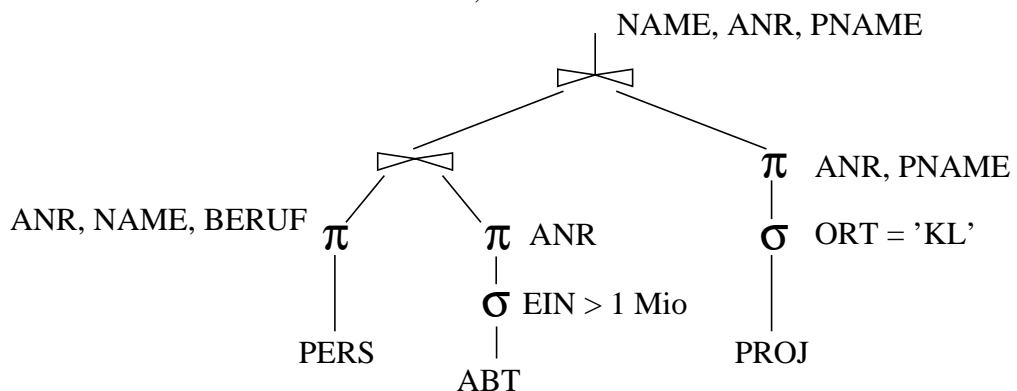 NAME, ANR, PNAME
π ANR, PNAME
ANR, NAME, BERUF π
π ANR
σ ORT = ’KL’
σ EIN > 1 Mio
PERS
PROJ
ABT